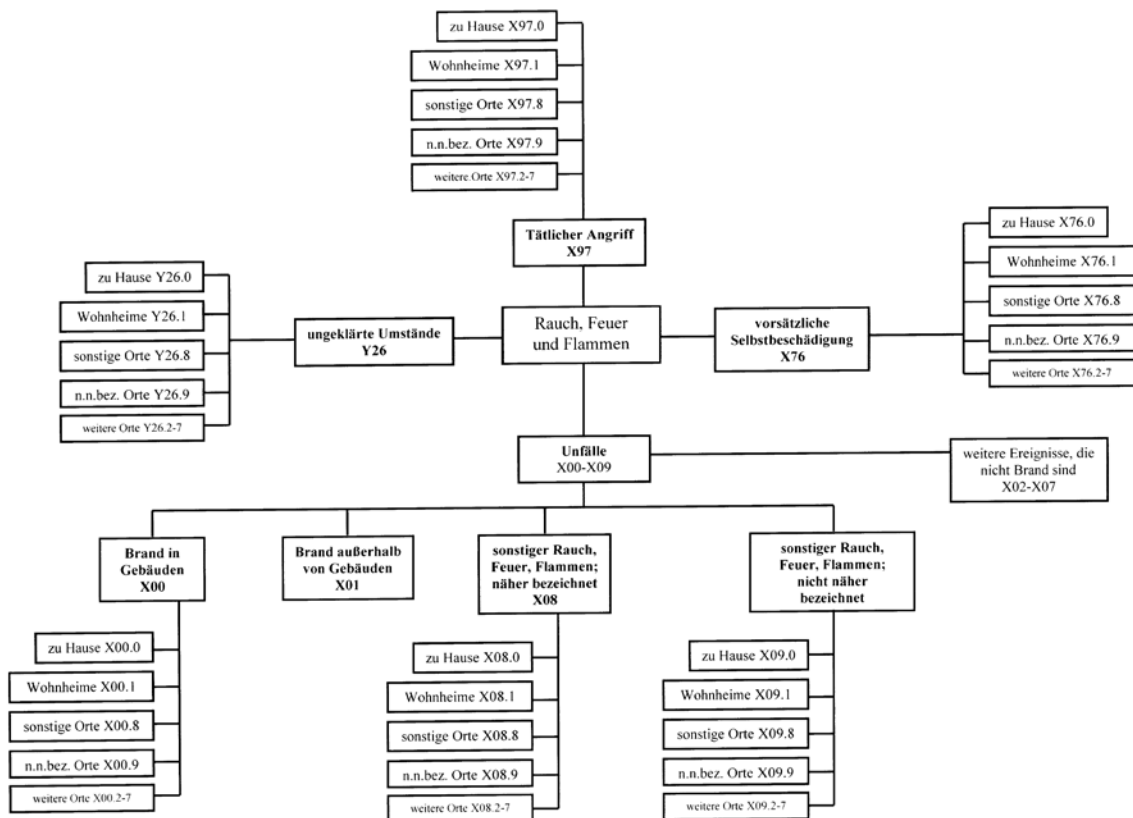 zu Hause X97.0
Wohnheime X97.1
sonstige Orte X97.8
n.n.bez. Orte X97.9
weitere.Orte X97.2-7
Tätlicher Angriff
X97
zu Hause Y26.0
Wohnheime Y26.1
sonstige Orte Y26.8
n.n.bez. Orte Y26.9
weitere Orte Y26.2-7
ungeklärte Umstände
Y26
Rauch, Feuer
und Flammen
vorsätzliche
Selbstbeschädigung
X76
zu Hause X76.0
Wohnheime X76.1
sonstige Orte X76.8
n.n.bez. Orte X76.9
weitere Orte X76.2-7
Unfälle
X00-X09
weitere Ereignisse, die
nicht Brand sind
X02-X07
Brand in
Gebäuden
X00
Brand außerhalb
von Gebäuden
X01
sonstiger Rauch,
Feuer, Flammen;
näher bezeichnet
X08
sonstiger Rauch,
Feuer, Flammen;
nicht näher
bezeichnet
zu Hause X00.0
Wohnheime X00.1
sonstige Orte X00.8
n.n.bez. Orte X00.9
weitere Orte X00.2-7
zu Hause X08.0
Wohnheime X08.1
sonstige Orte X08.8
n.n.bez. Orte X08.9
weitere Orte X08.2-7
zu Hause X09.0
Wohnheime X09.1
sonstige Orte X09.8
n.n.bez. Orte X09.9
weitere Orte X09.2-7